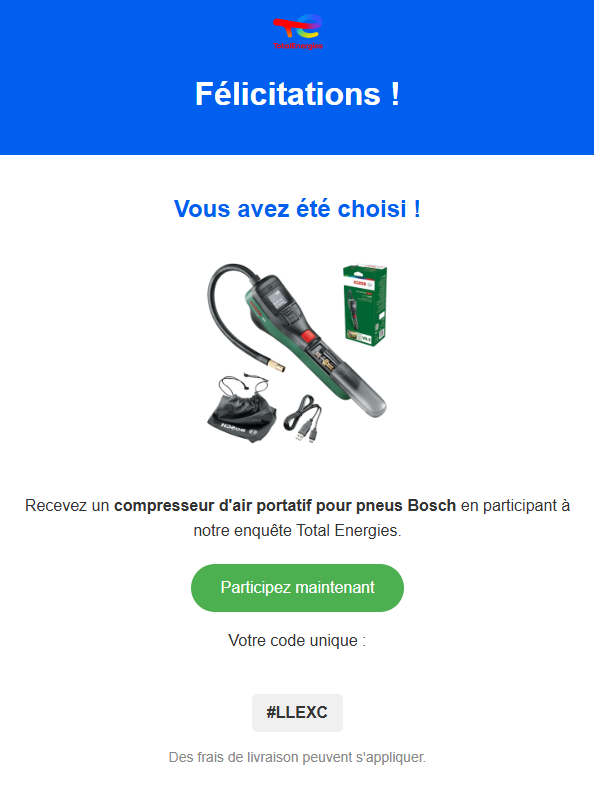 Félicitations !
Vous avez été choisi !
BOSCH
BOSCH
Recevez un compresseur d'air portatif pour pneus Bosch en participant à
notre enquête Total Energies.
Participez maintenant
Votre code unique :
#LLEXC
Des frais de livraison peuvent s'appliquer.